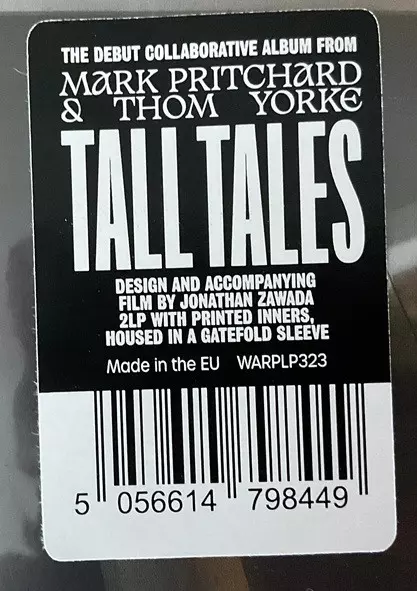 THE DEBUT COLLABORATIVE ALBUM FROM
MARK PRITCHARD
& THOM YORKE
TALL TALES
DESIGN AND ACCOMPANYING
FILM BY JONATHAN ZAWADA
2LP WITH PRINTED INNERS,
HOUSED IN A GATEFOLD SLEEVE
Made in the EU WARPLP323
5 056614 798449